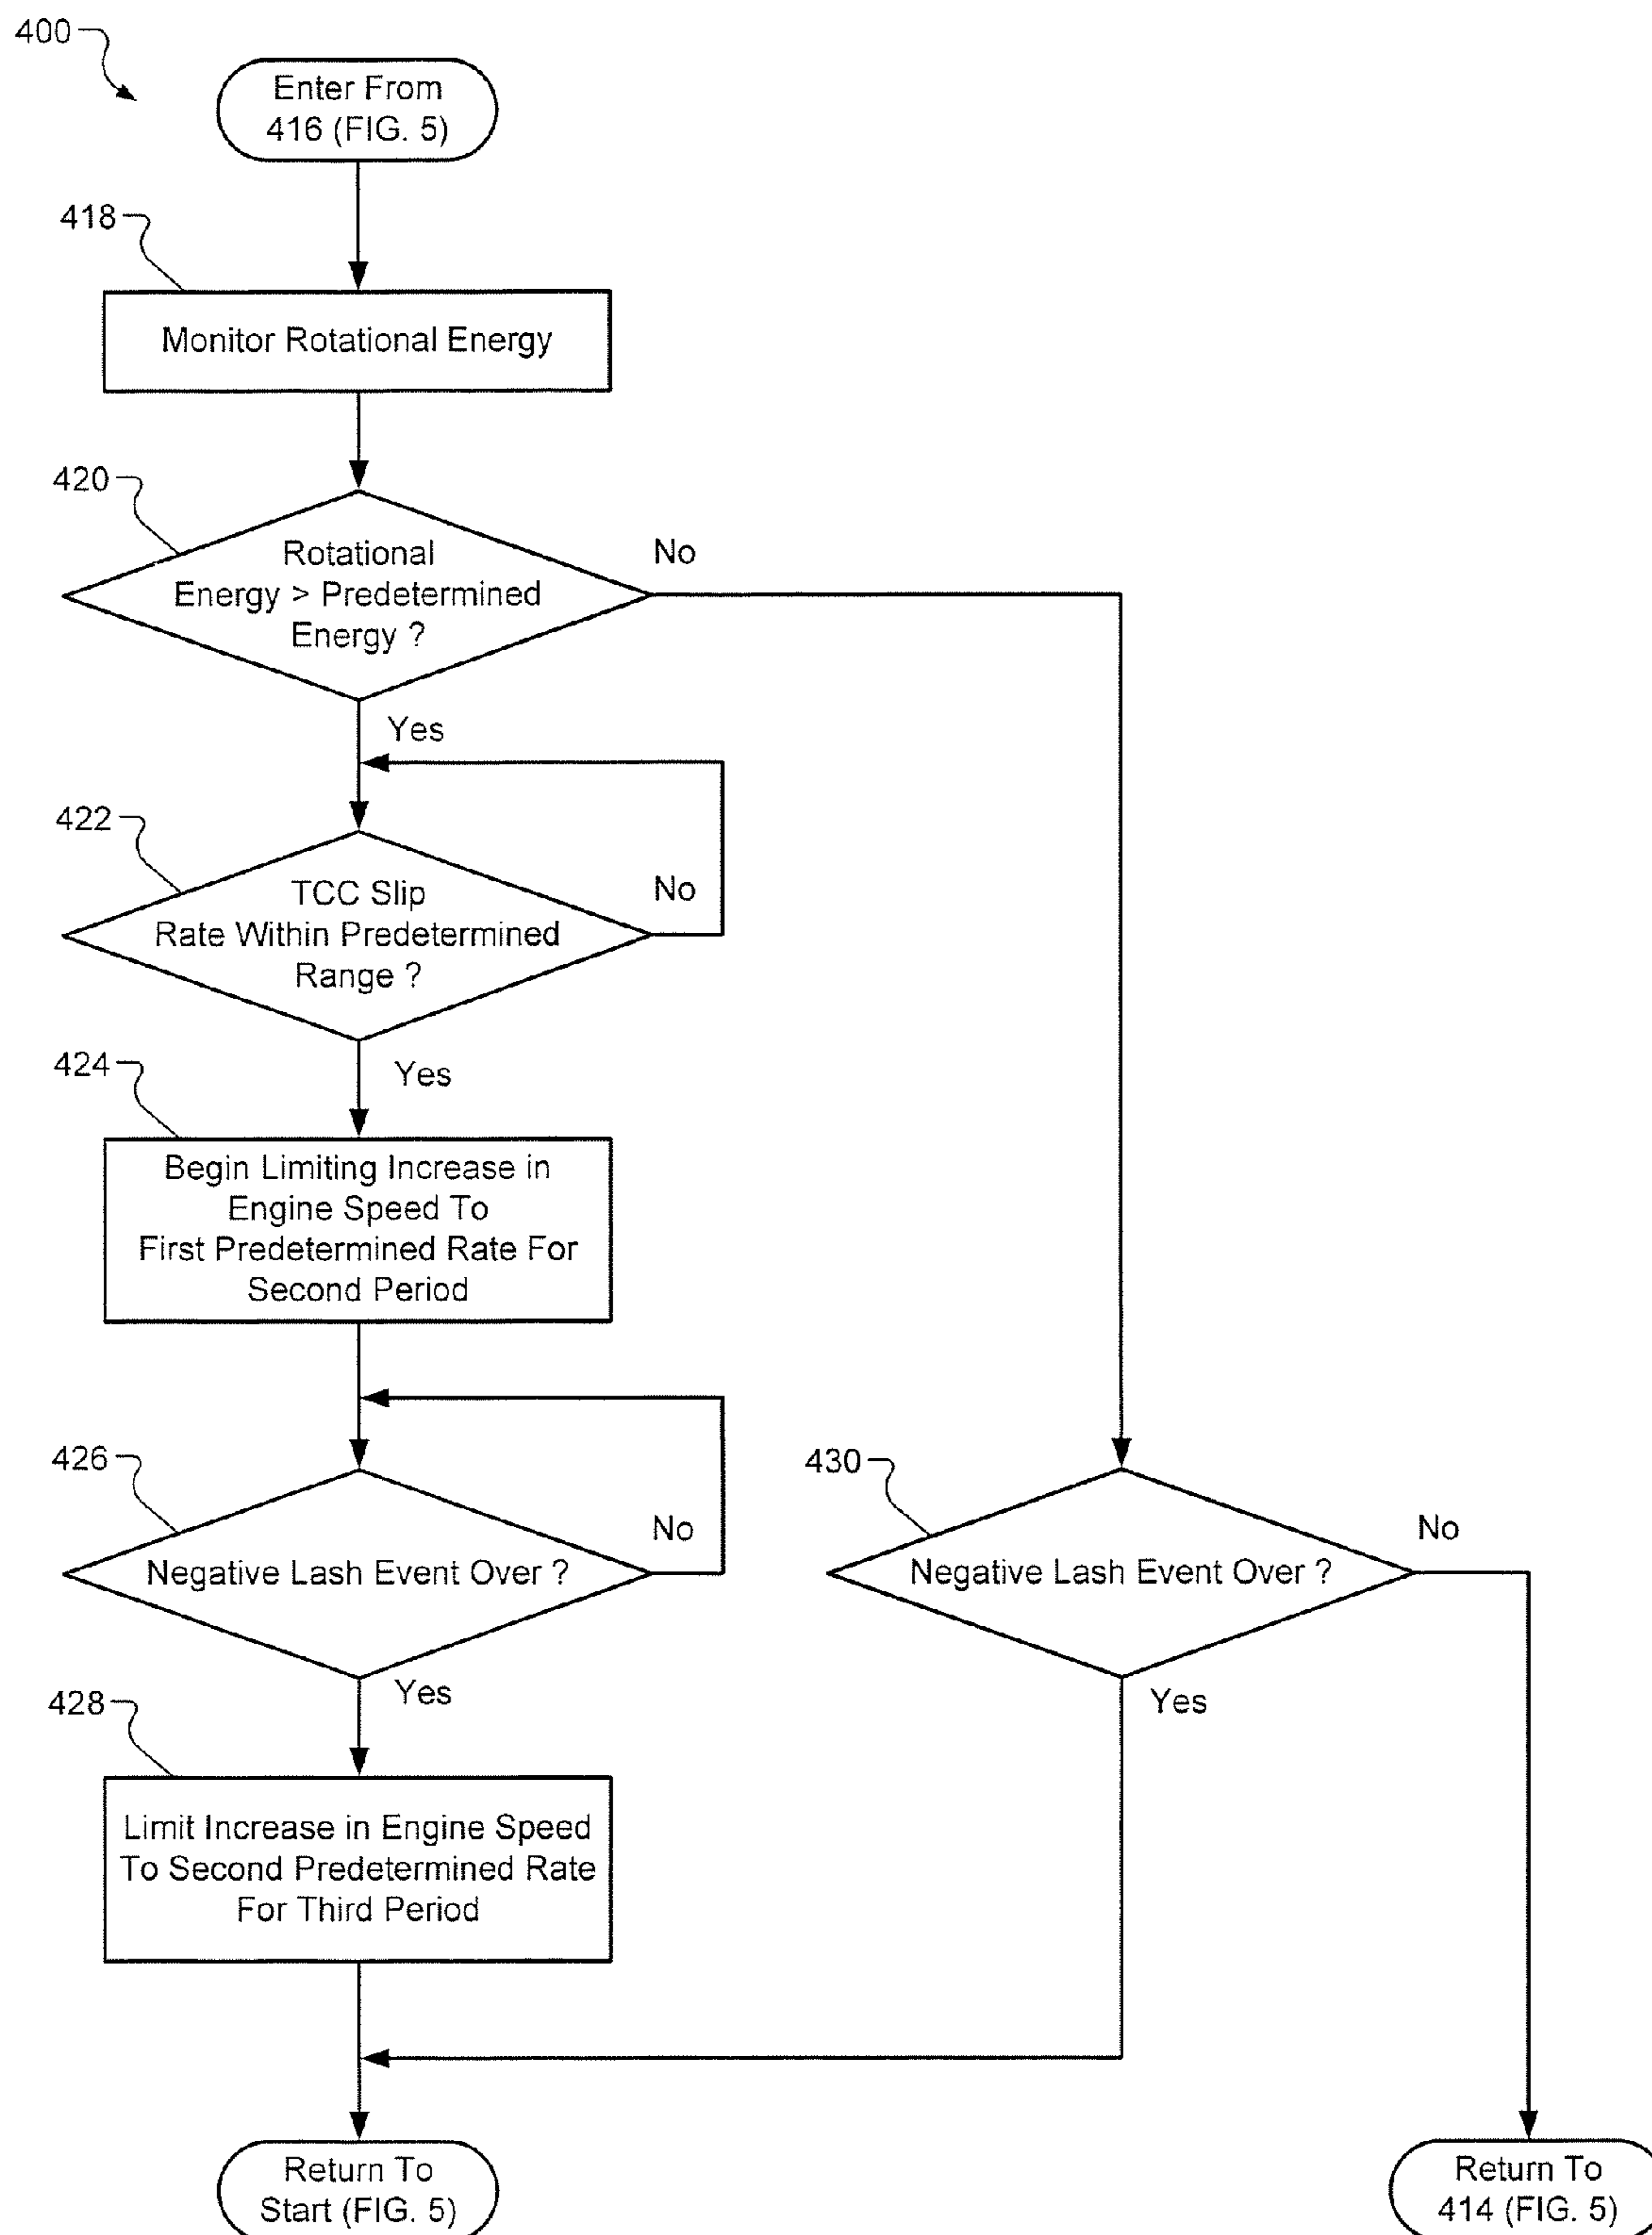 400
Enter From
416 (FIG. 5)
418
Monitor Rotational Energy
420
Rotational
Energy > Predetermined
Energy ?
No
Yes
422
TCC Slip
Rate Within Predetermined
Range ?
No
Yes
424
Begin Limiting Increase in
Engine Speed To
First Predetermined Rate For
Second Period
426
Negative Lash Event Over ?
No
Yes
430
Negative Lash Event Over ?
No
Yes
428
Limit Increase in Engine Speed
To Second Predetermined Rate
For Third Period
Return To
Start (FIG. 5)
Return To
414 (FIG. 5)